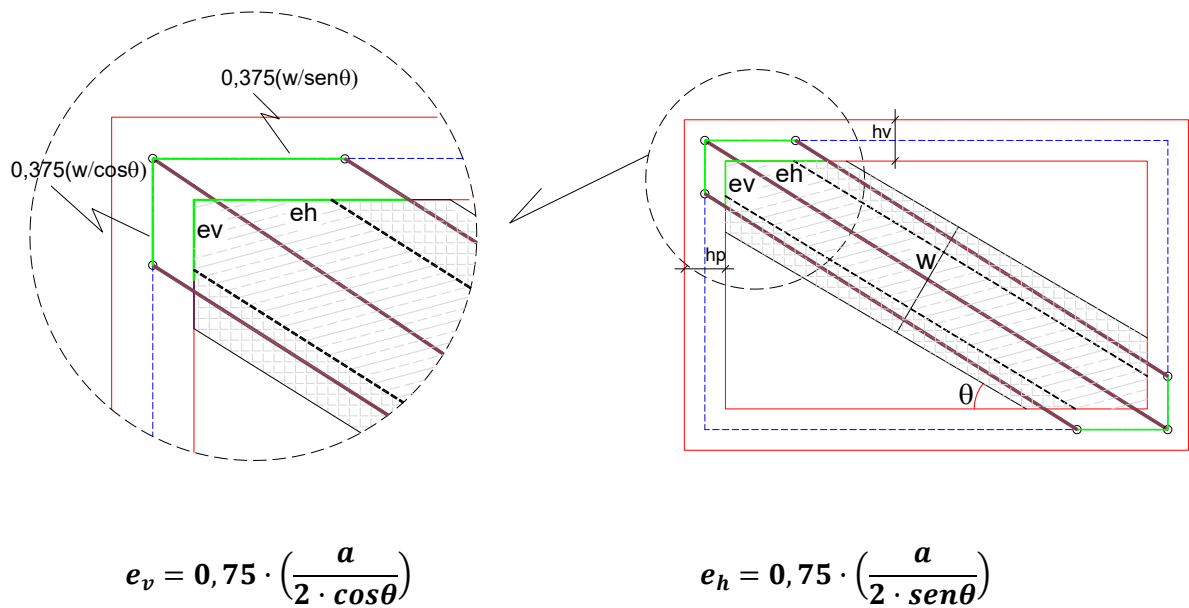 0,375(w/senθ)
0,375(w/cosθ)
eh
ev
hv
eh
ev
hp
w
θ
e_v = 0,75 · (a / (2 · cosθ))
e_h = 0,75 · (a / (2 · senθ))